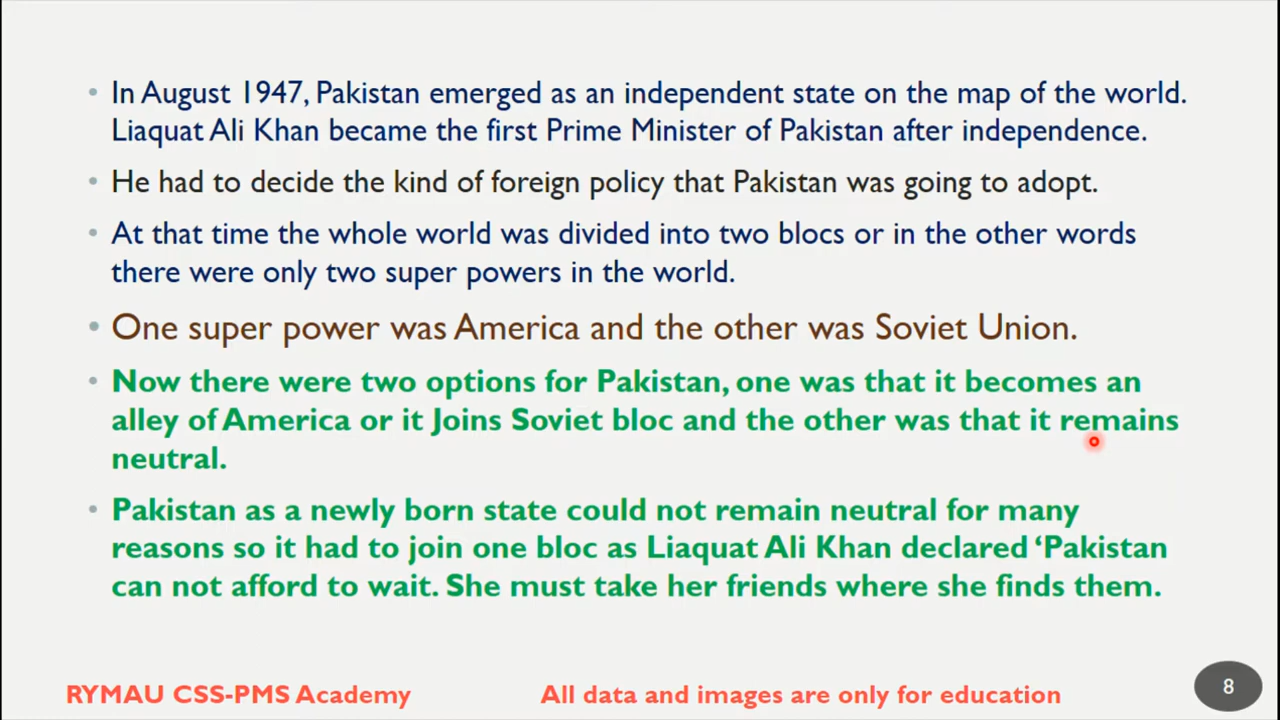 • In August 1947, Pakistan emerged as an independent state on the map of the world.
Liaquat Ali Khan became the first Prime Minister of Pakistan after independence.
• He had to decide the kind of foreign policy that Pakistan was going to adopt.
• At that time the whole world was divided into two blocs or in the other words
there were only two super powers in the world.
• One super power was America and the other was Soviet Union.
• Now there were two options for Pakistan, one was that it becomes an
alley of America or it Joins Soviet bloc and the other was that it remains
neutral.
• Pakistan as a newly born state could not remain neutral for many
reasons so it had to join one bloc as Liaquat Ali Khan declared ‘Pakistan
can not afford to wait. She must take her friends where she finds them.
RYMAU CSS-PMS Academy All data and images are only for education 8